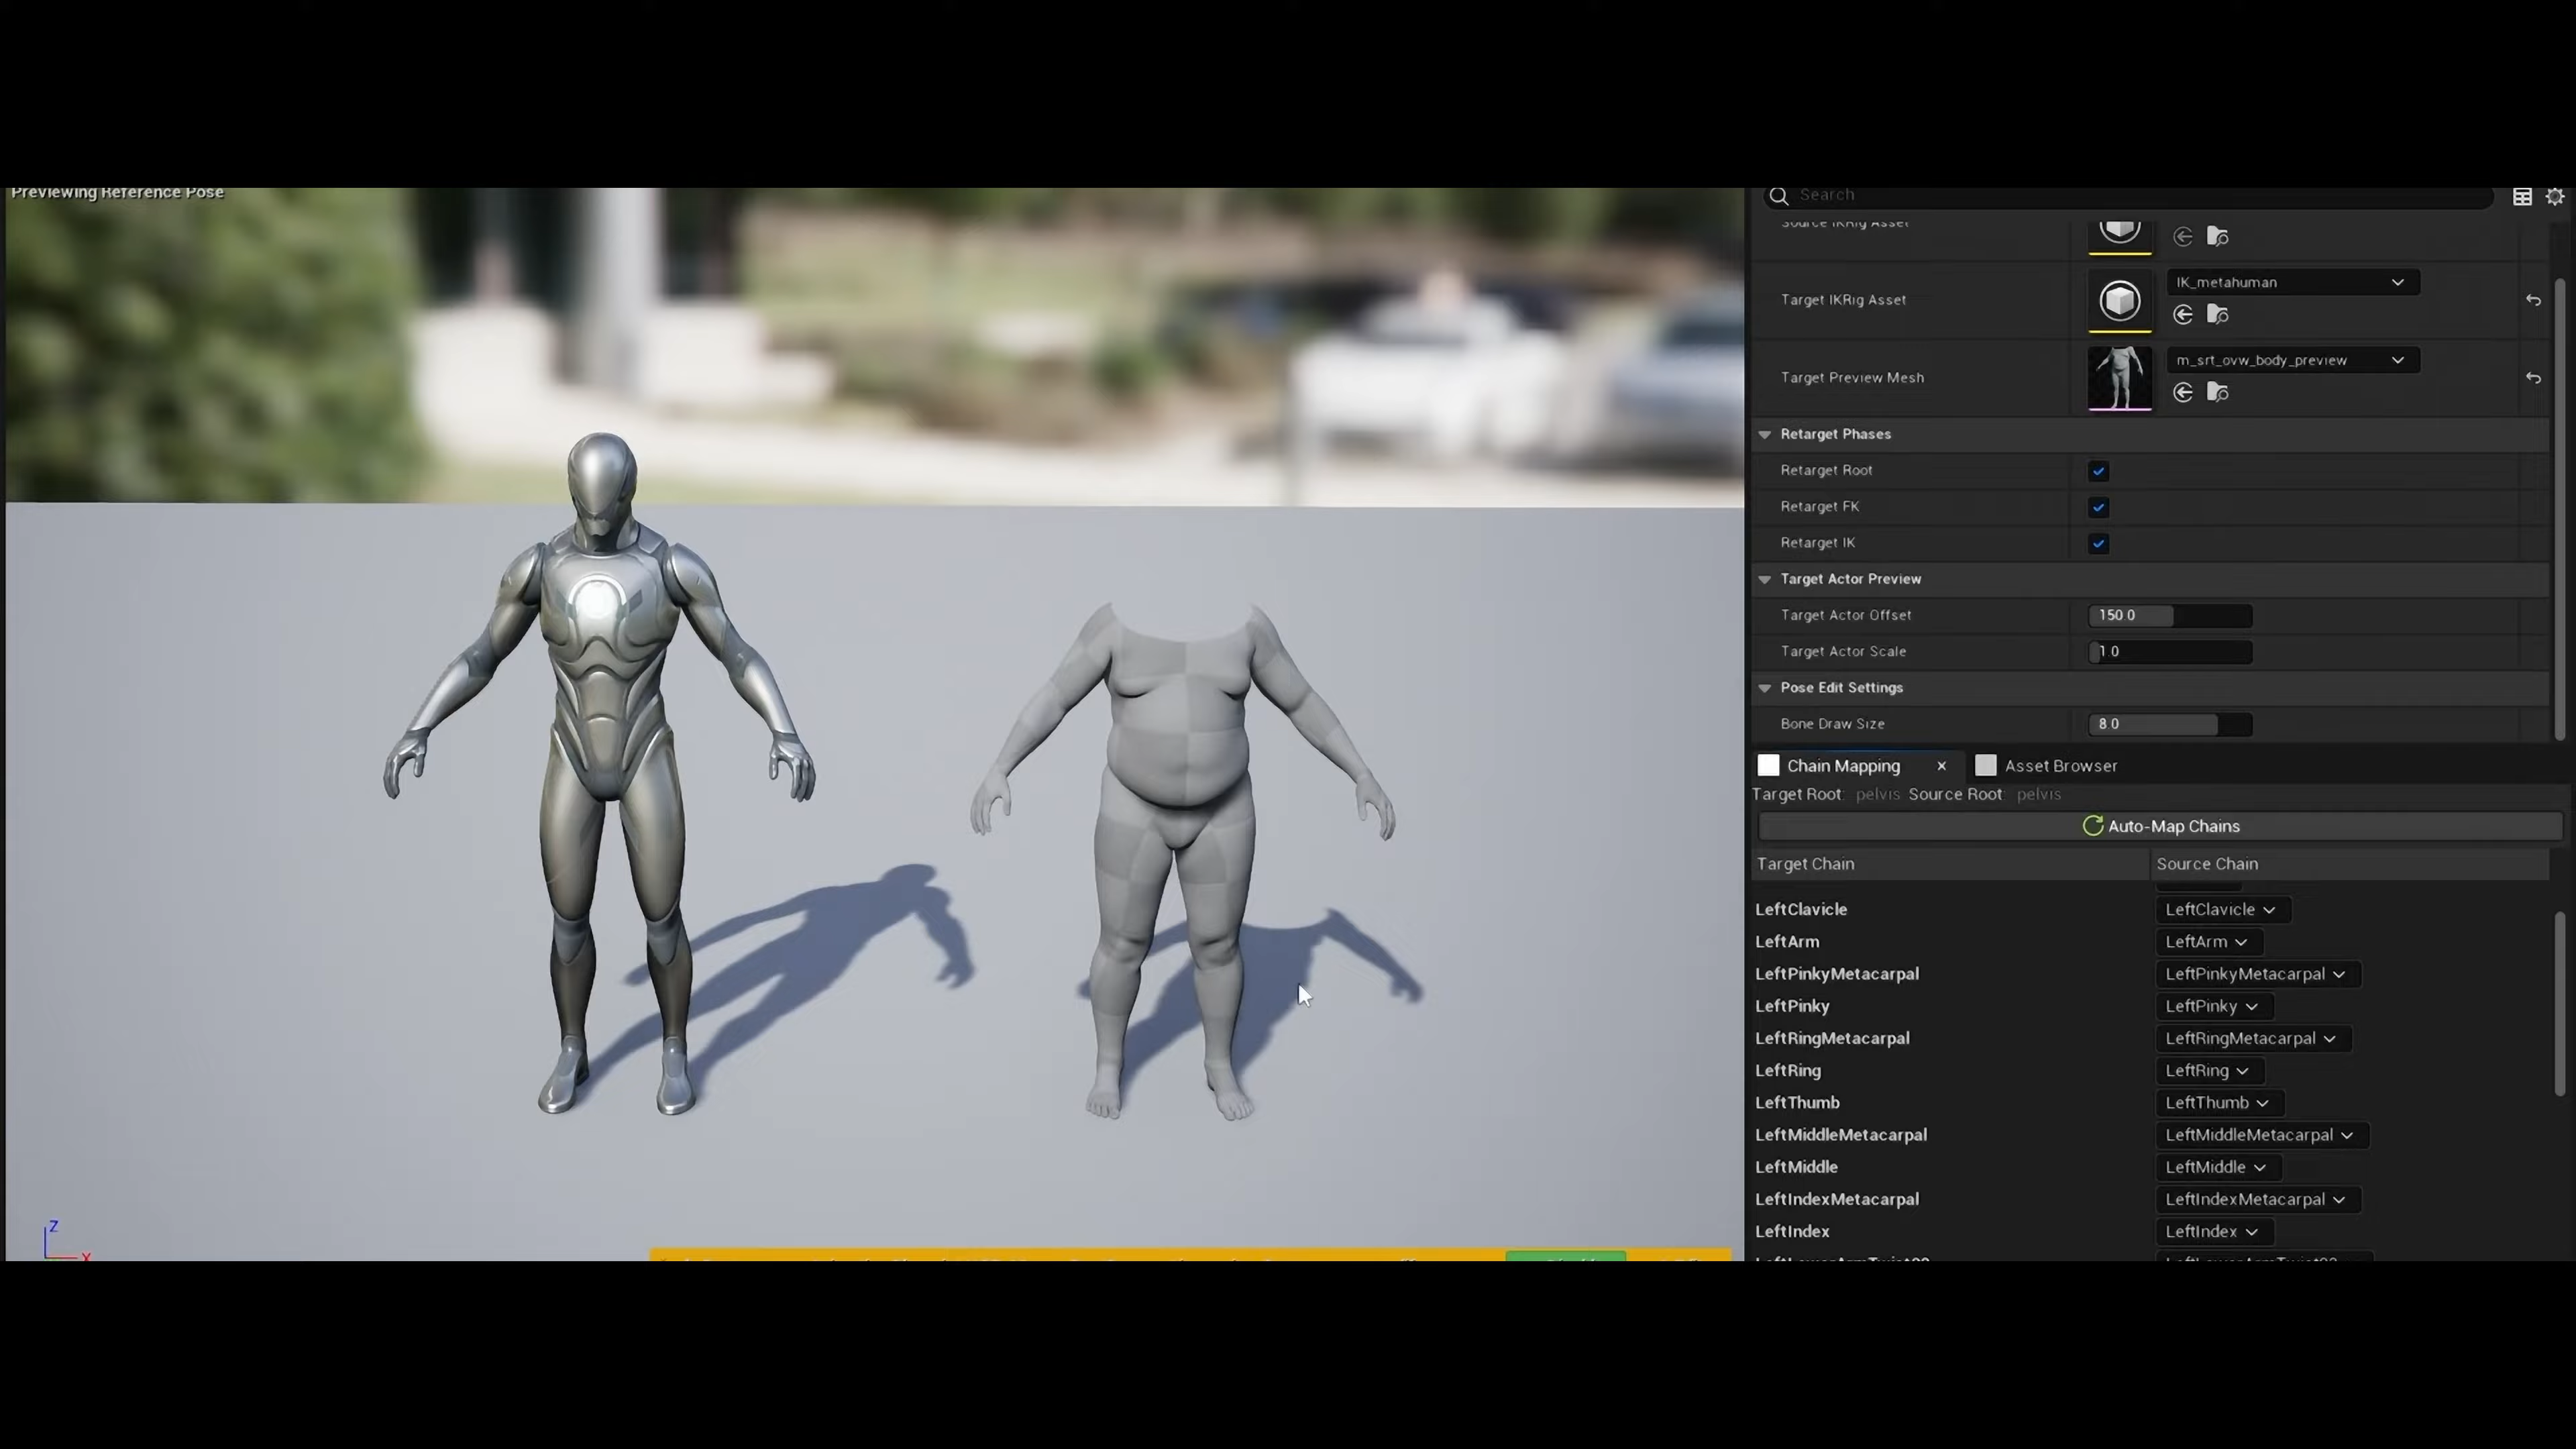 Previewing Reference Pose
Search
Source IKRig Asset
Target IKRig Asset
IK_metahuman
Target Preview Mesh
m_srt_ovw_body_preview
Retarget Phases
Retarget Root
Retarget FK
Retarget IK
Target Actor Preview
Target Actor Offset
150.0
Target Actor Scale
1.0
Pose Edit Settings
Bone Draw Size
8.0
Chain Mapping
Asset Browser
Target Root: pelvis Source Root: pelvis
Auto-Map Chains
Target Chain Source Chain
LeftClavicle LeftClavicle
LeftArm LeftArm
LeftPinkyMetacarpal LeftPinkyMetacarpal
LeftPinky LeftPinky
LeftRingMetacarpal LeftRingMetacarpal
LeftRing LeftRing
LeftThumb LeftThumb
LeftMiddleMetacarpal LeftMiddleMetacarpal
LeftMiddle LeftMiddle
LeftIndexMetacarpal LeftIndexMetacarpal
LeftIndex LeftIndex
Z
X